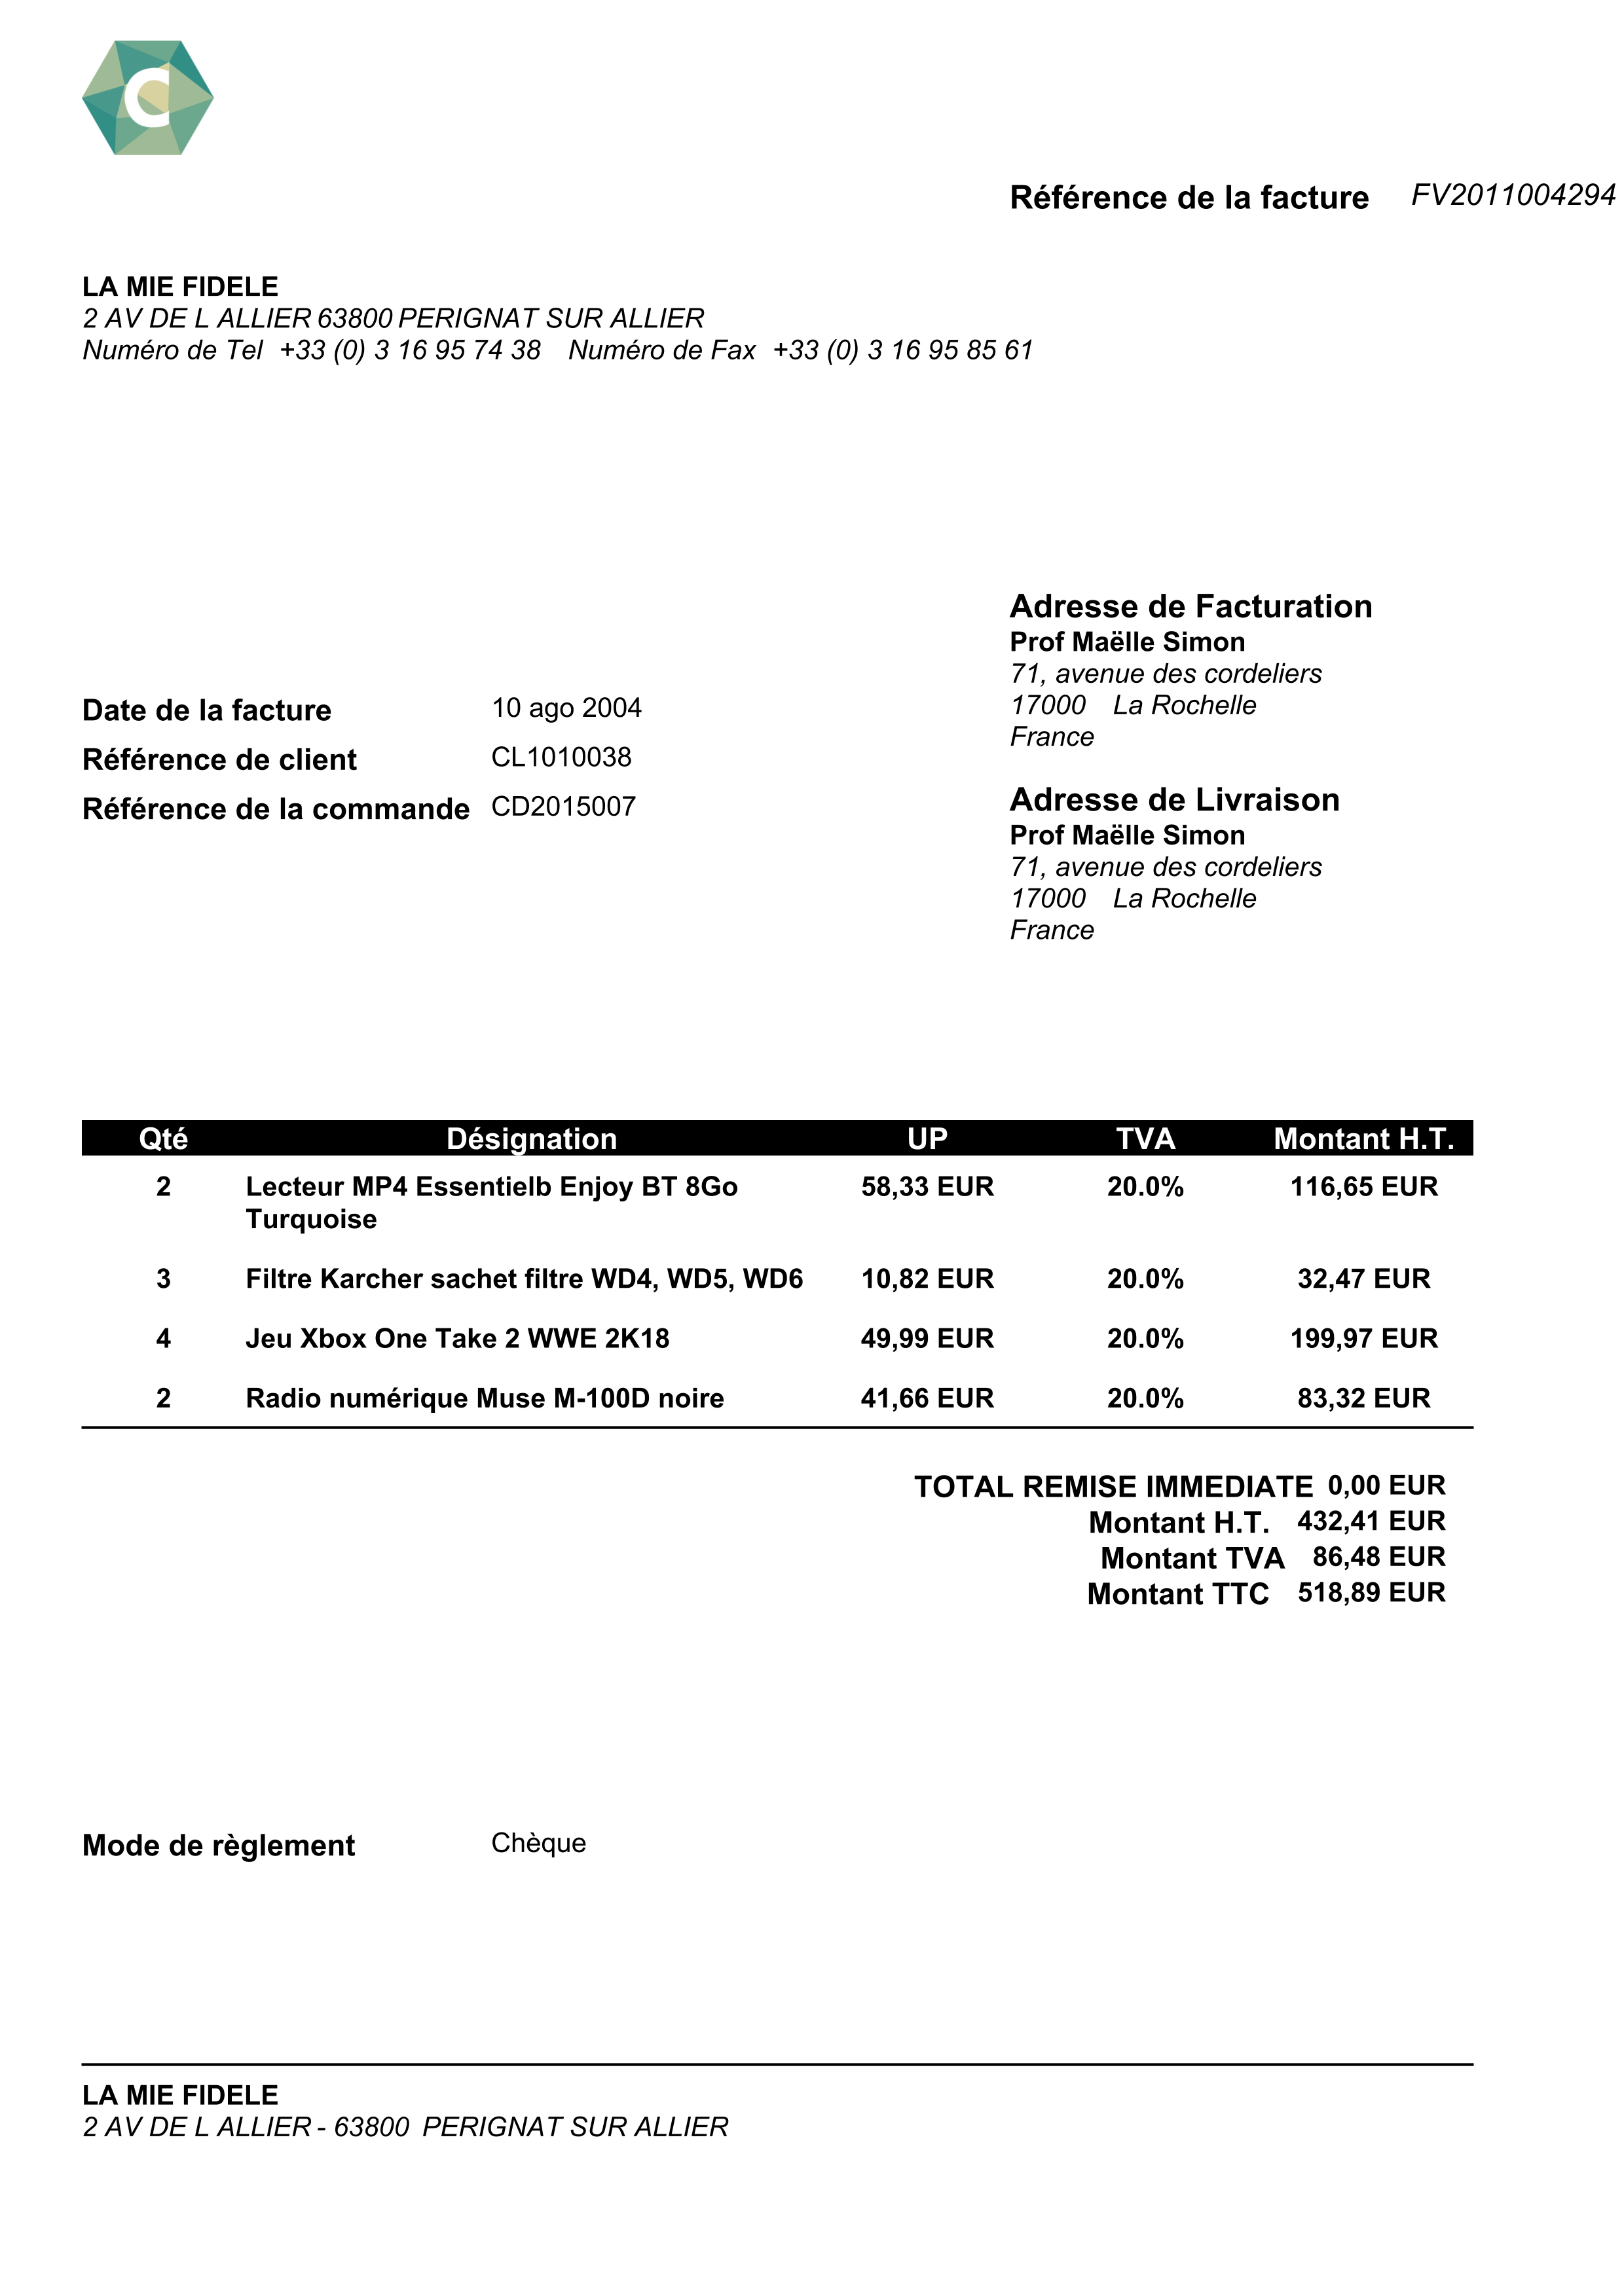 C
Référence de la facture FV2011004294
LA MIE FIDELE
2 AV DE L ALLIER 63800 PERIGNAT SUR ALLIER
Numéro de Tel +33 (0) 3 16 95 74 38 Numéro de Fax +33 (0) 3 16 95 85 61
Adresse de Facturation
Prof Maëlle Simon
71, avenue des cordeliers
17000 La Rochelle
France
Date de la facture 10 ago 2004
Référence de client CL1010038
Référence de la commande CD2015007
Adresse de Livraison
Prof Maëlle Simon
71, avenue des cordeliers
17000 La Rochelle
France
Qté Désignation UP TVA Montant H.T.
2 Lecteur MP4 Essentielb Enjoy BT 8Go 58,33 EUR 20.0% 116,65 EUR
Turquoise
3 Filtre Karcher sachet filtre WD4, WD5, WD6 10,82 EUR 20.0% 32,47 EUR
4 Jeu Xbox One Take 2 WWE 2K18 49,99 EUR 20.0% 199,97 EUR
2 Radio numérique Muse M-100D noire 41,66 EUR 20.0% 83,32 EUR
TOTAL REMISE IMMEDIATE 0,00 EUR
Montant H.T. 432,41 EUR
Montant TVA 86,48 EUR
Montant TTC 518,89 EUR
Mode de règlement Chèque
LA MIE FIDELE
2 AV DE L ALLIER - 63800 PERIGNAT SUR ALLIER